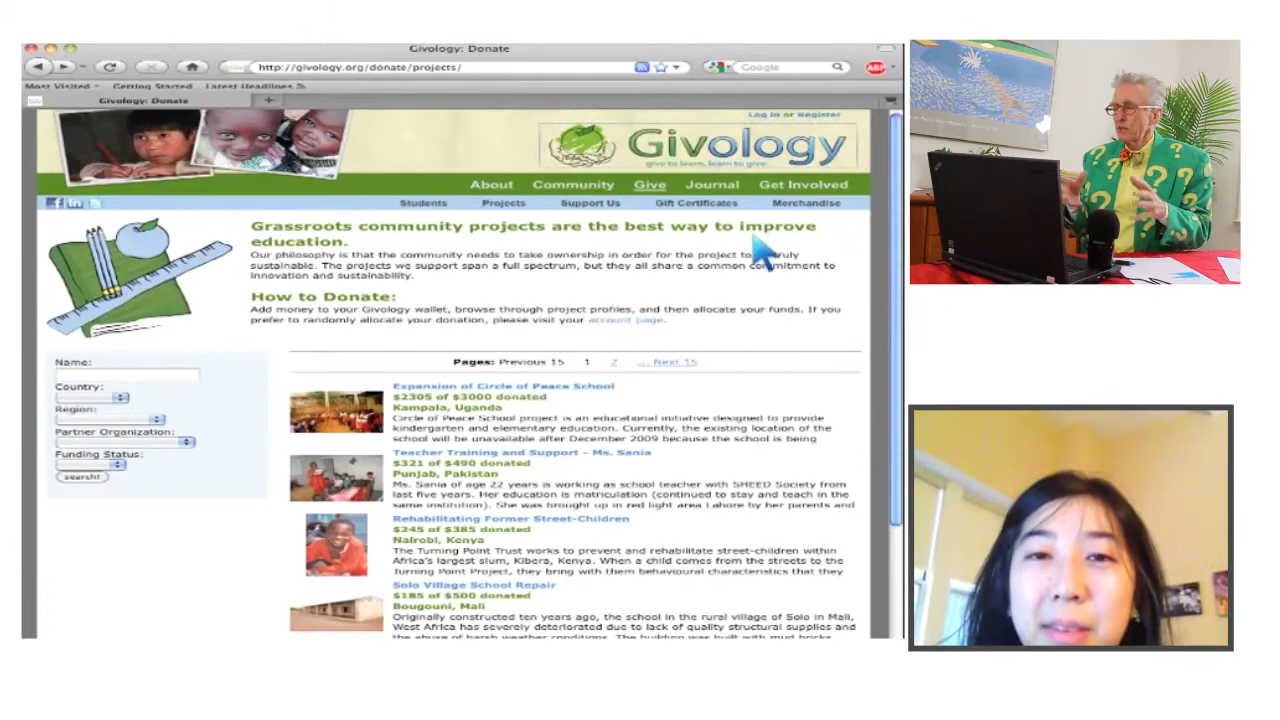 Givology: Donate
http://givology.org/donate/projects/
Google
ABP
Most Visited
Getting Started
Latest Headlines
Givology: Donate
Log In or Register
Givology
give to learn, learn to give
About Community Give Journal Get Involved
f in
Students Projects Support Us Gift Certificates Merchandise
Grassroots community projects are the best way to improve
education.
Our philosophy is that the community needs to take ownership in order for the project to truly
sustainable. The projects we support span a full spectrum, but they all share a common commitment to
innovation and sustainability.
How to Donate:
Add money to your Givology wallet, browse through project profiles, and then allocate your funds. If you
prefer to randomly allocate your donation, please visit your account page.
Name:
Country:
Region:
Partner Organization:
Funding Status:
search!
Pages: Previous 15 1 2 ... Next 15
Expansion of Circle of Peace School
$2305 of $3000 donated
Kampala, Uganda
Circle of Peace School project is an educational initiative designed to provide
kindergarten and elementary education. Currently, the existing location of the
school will be unavailable after December 2009 because the school is being
Teacher Training and Support - Ms. Sania
$321 of $490 donated
Punjab, Pakistan
Ms. Sania of age 22 years is working as school teacher with SHEED Society from
last five years. Her education is matriculation (continued to stay and teach in the
same institution). She was brought up in red light area Lahore by her parents and
Rehabilitating Former Street-Children
$245 of $385 donated
Nairobi, Kenya
The Turning Point Trust works to prevent and rehabilitate street-children within
Africa's largest slum, Kibera, Kenya. When a child comes from the streets to the
Turning Point Project, they bring with them behavioural characteristics that they
Solo Village School Repair
$185 of $500 donated
Bougouni, Mali
Originally constructed ten years ago, the school in the rural village of Solo in Mali,
West Africa has severely deteriorated due to lack of quality structural supplies and
the abuse of harsh weather conditions. The building was built with mud bricks,
? ? ? ? ?